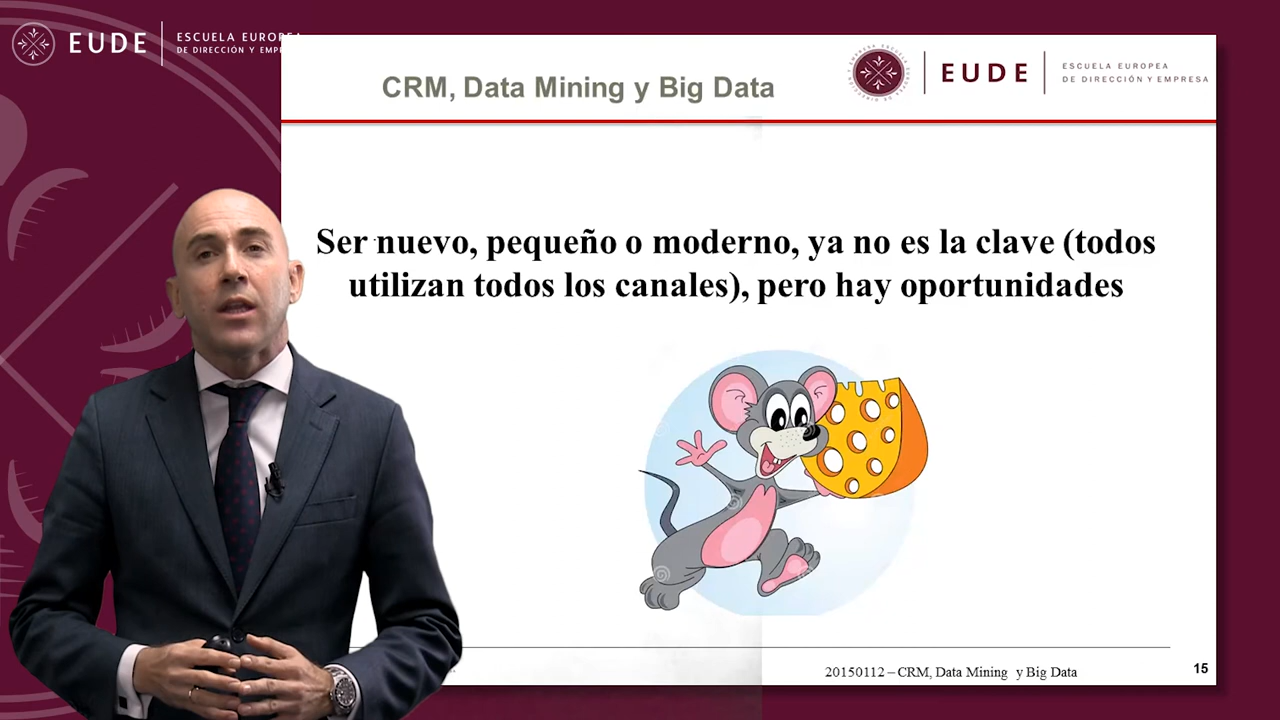 EUDE
ESCUELA EUROPEA
DE DIRECCIÓN Y EMP
CRM, Data Mining y Big Data
EUDE
ESCUELA EUROPEA
DE DIRECCIÓN Y EMPRESA
Ser nuevo, pequeño o moderno, ya no es la clave (todos
utilizan todos los canales), pero hay oportunidades
20150112 – CRM, Data Mining y Big Data
15